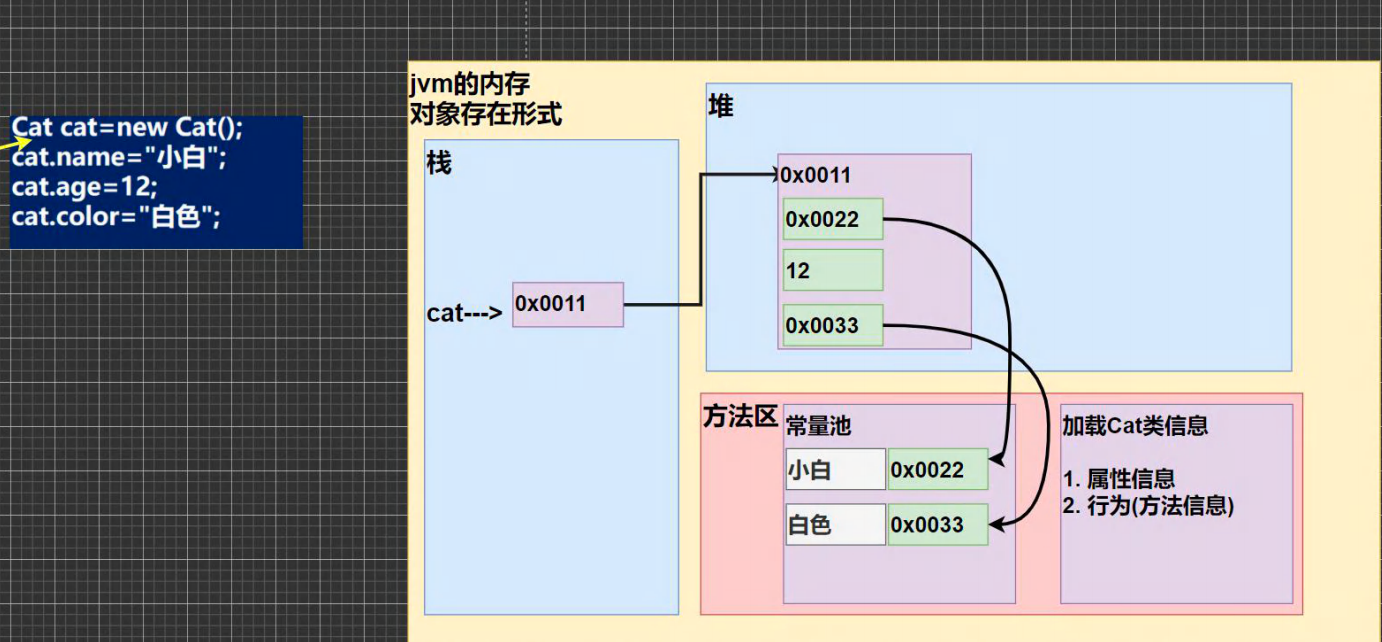 Cat cat=new Cat();
cat.name="小白";
cat.age=12;
cat.color="白色";
jvm的内存
对象存在形式
栈
cat--->
0x0011
堆
0x0011
0x0022
12
0x0033
方法区
常量池
小白 0x0022
白色 0x0033
加载Cat类信息
1. 属性信息
2. 行为(方法信息)